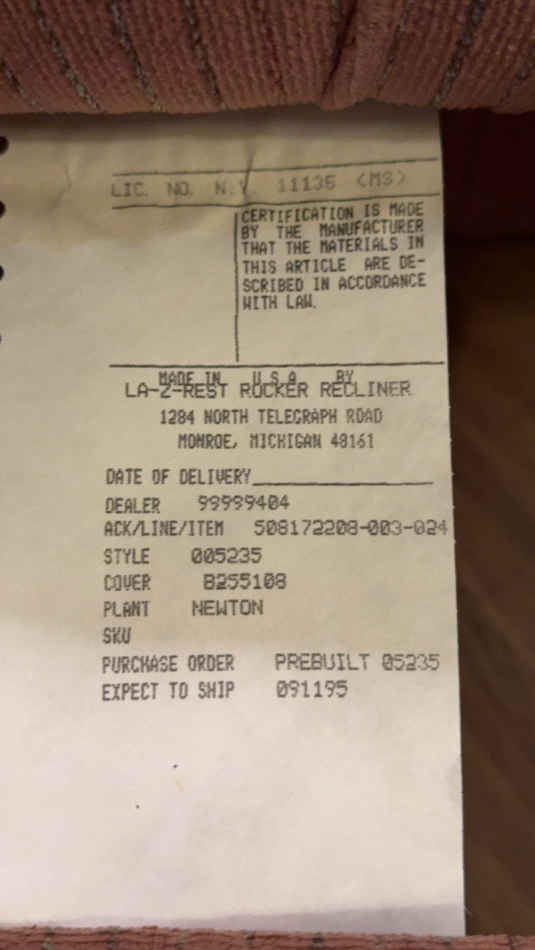 LIC. NO. N.Y. 11135 (MS)
CERTIFICATION IS MADE
BY THE MANUFACTURER
THAT THE MATERIALS IN
THIS ARTICLE ARE DE-
SCRIBED IN ACCORDANCE
WITH LAW.
MADE IN U.S.A BY
LA-Z-REST ROCKER RECLINER
1284 NORTH TELEGRAPH ROAD
MONROE, MICHIGAN 48161
DATE OF DELIVERY
DEALER 99999404
ACK/LINE/ITEM 508172208-003-024
STYLE 005235
COVER B255108
PLANT NEWTON
SKU
PURCHASE ORDER PREBUILT 05235
EXPECT TO SHIP 091195